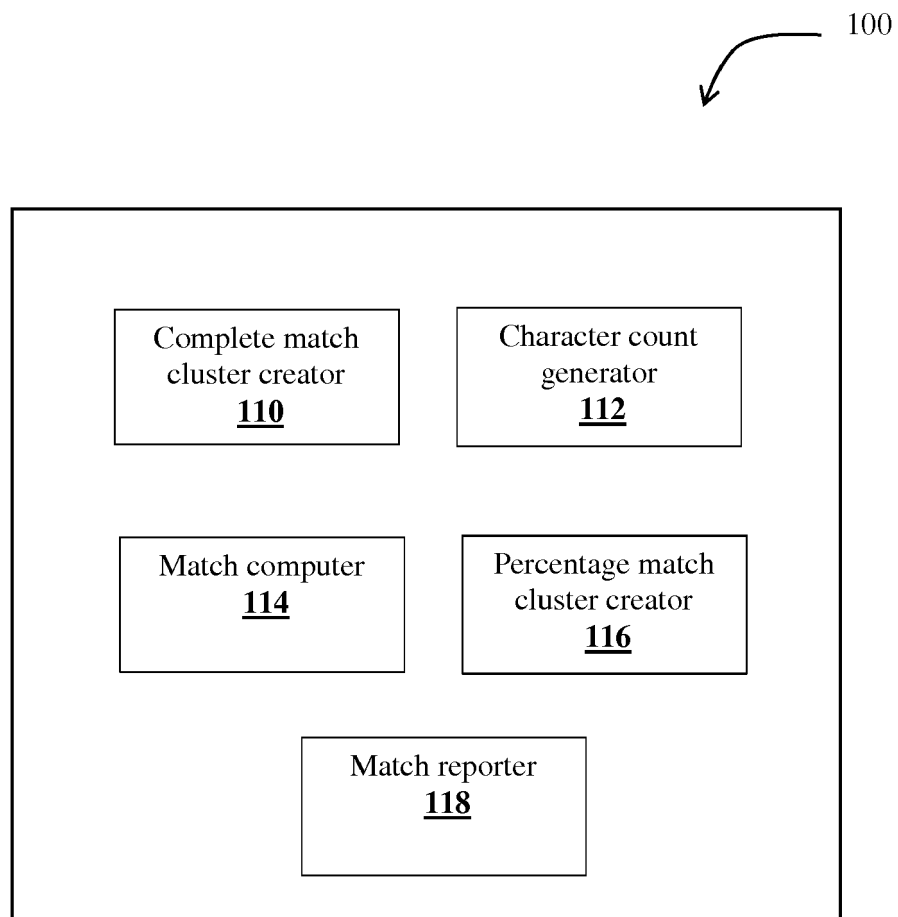 100
Complete match
cluster creator
110
Character count
generator
112
Match computer
114
Percentage match
cluster creator
116
Match reporter
118